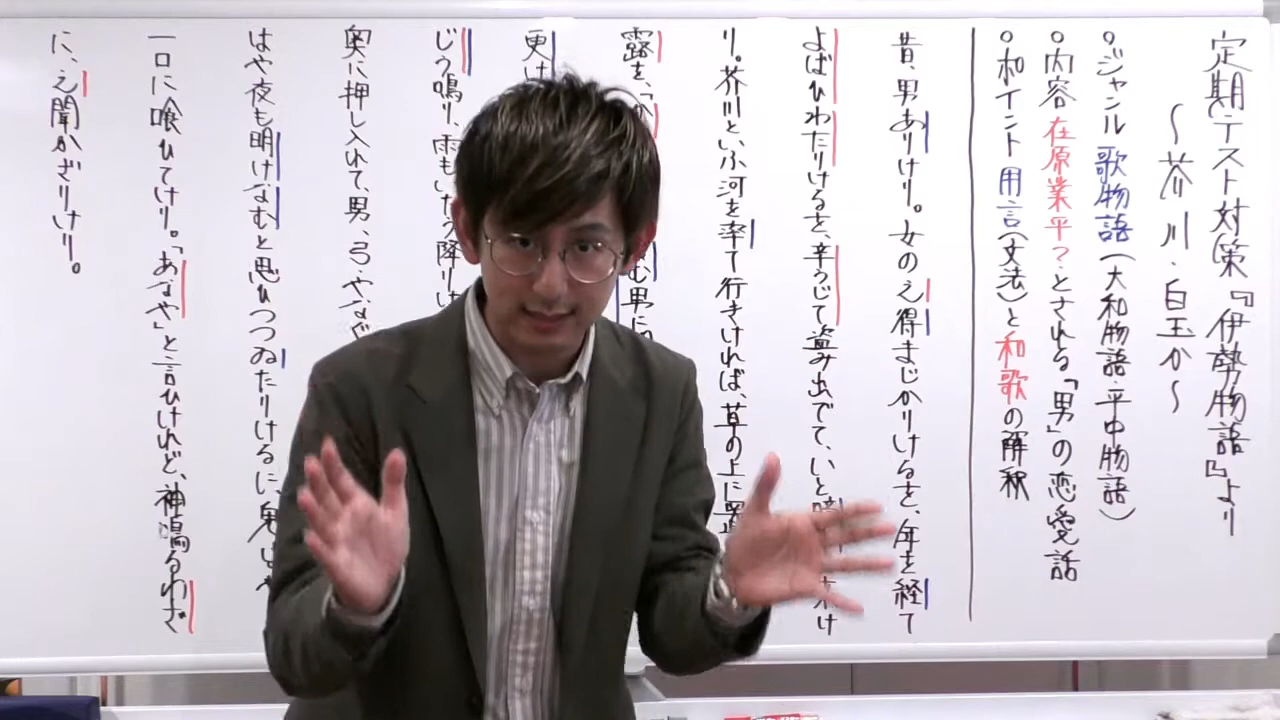 定期テスト対策『伊勢物語』より
～芥川・白玉か～
○ジャンル 歌物語（大和物語・平中物語）
○内容 在原業平？とされる「男」の恋愛話
○ポイント 用言（文法）と和歌の解釈
昔、男ありけり。女のえ得まじかりけるを、年を経て
よばひわたりけるを、辛うじて盗み出でて、いと
り。芥川といふ河を率て行きければ、草の上に置
露を、「か む男に
更け
じう鳴り、雨もいたう降りけ
奥に押し入れて、男、弓・やなぐ
はや夜も明けなむと思ひつつゐたりけるに、鬼はや
一口に喰ひてけり。「あなや」と言ひけれど、神鳴るわざ
に、え聞かざりけり。